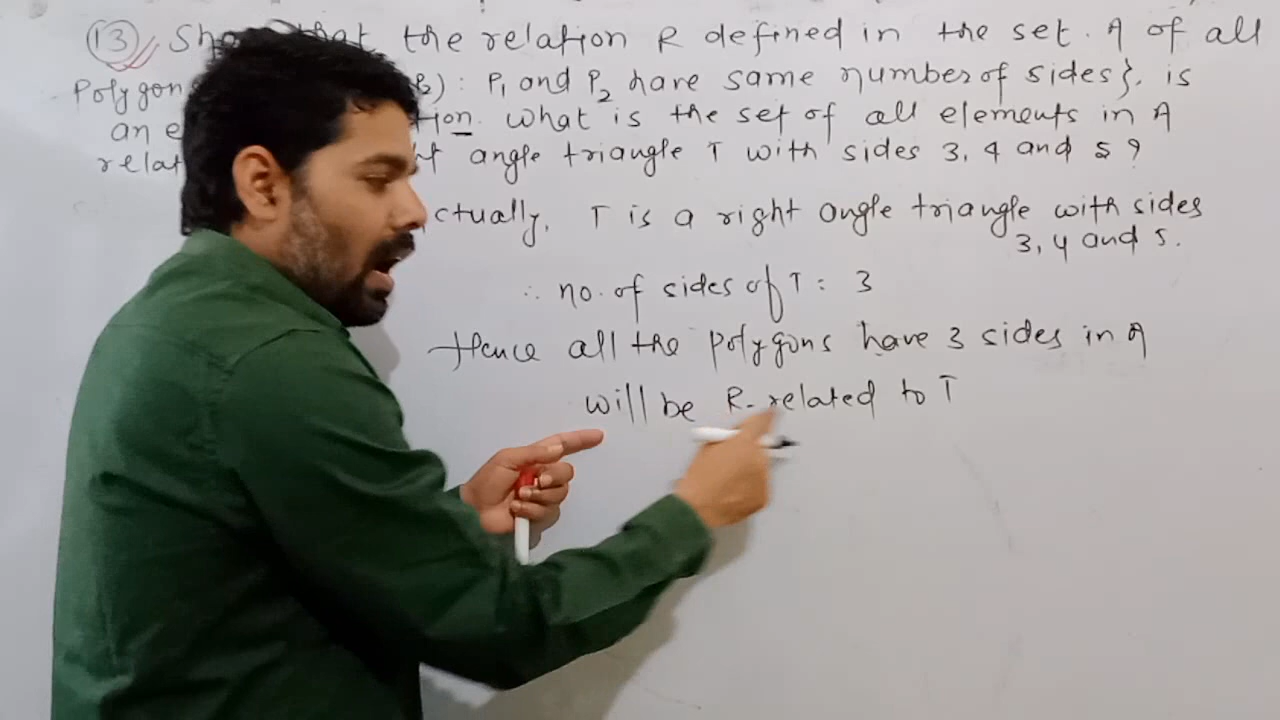 (13) Sh that the relation R defined in the set. A of all
Polygon ) : P₁ and P₂ have same number of sides}. is
an e tion. what is the set of all elements in A
relat angle triangle T with sides 3, 4 and 5 ?
ctually, T is a right angle triangle with sides
3, 4 and 5.
∴ no. of sides of T = 3
Hence all the polygons have 3 sides in A
will be R-related to T